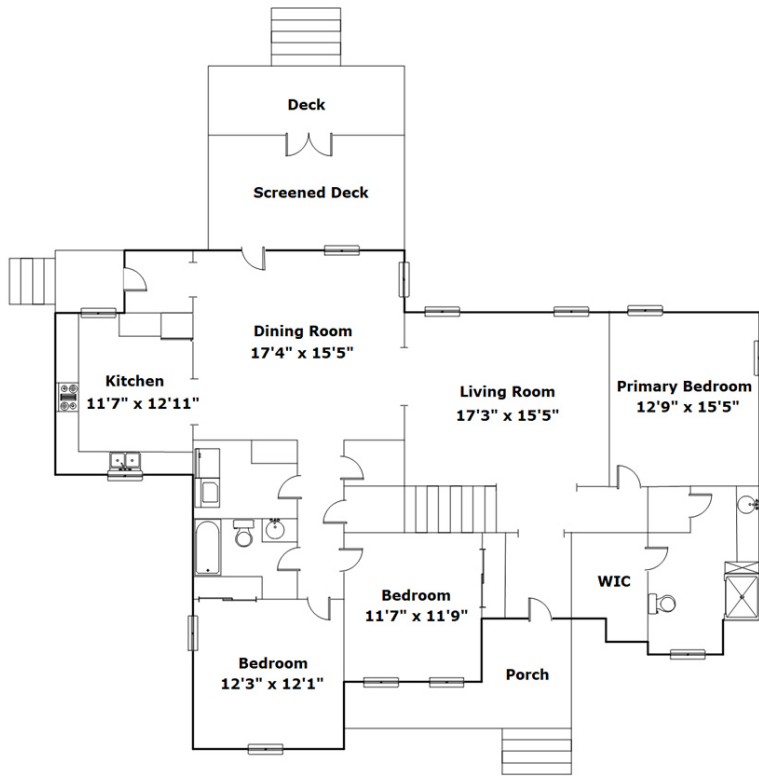 Deck
Screened Deck
Dining Room
17'4" x 15'5"
Kitchen
11'7" x 12'11"
Living Room
17'3" x 15'5"
Primary Bedroom
12'9" x 15'5"
WIC
Bedroom
11'7" x 11'9"
Bedroom
12'3" x 12'1"
Porch